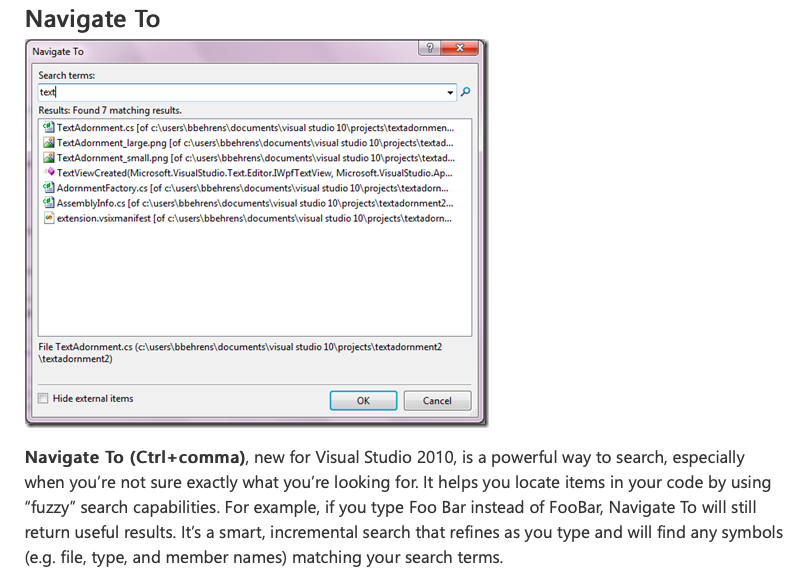 Navigate To
Navigate To
Search terms:
text
Results: Found 7 matching results.
TextAdornment.cs [of c:\users\bbehrens\documents\visual studio 10\projects\textadornmen...
TextAdornment_large.png [of c:\users\bbehrens\documents\visual studio 10\projects\textad...
TextAdornment_small.png [of c:\users\bbehrens\documents\visual studio 10\projects\textad...
TextViewCreated(Microsoft.VisualStudio.Text.Editor.IWpfTextView, Microsoft.VisualStudio.Ap...
AdornmentFactory.cs [of c:\users\bbehrens\documents\visual studio 10\projects\textadorn...
AssemblyInfo.cs [of c:\users\bbehrens\documents\visual studio 10\projects\textadornment2...
extension.vsixmanifest [of c:\users\bbehrens\documents\visual studio 10\projects\textadorn...
File TextAdornment.cs (c:\users\bbehrens\documents\visual studio 10\projects\textadornment2
\textadornment2)
Hide external items
OK
Cancel
Navigate To (Ctrl+comma), new for Visual Studio 2010, is a powerful way to search, especially
when you’re not sure exactly what you’re looking for. It helps you locate items in your code by using
“fuzzy” search capabilities. For example, if you type Foo Bar instead of FooBar, Navigate To will still
return useful results. It’s a smart, incremental search that refines as you type and will find any symbols
(e.g. file, type, and member names) matching your search terms.